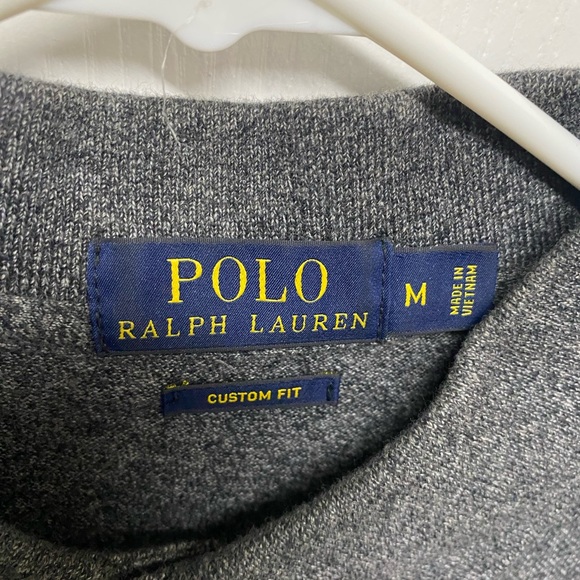 POLO
RALPH LAUREN
M
MADE IN
VIETNAM
CUSTOM FIT